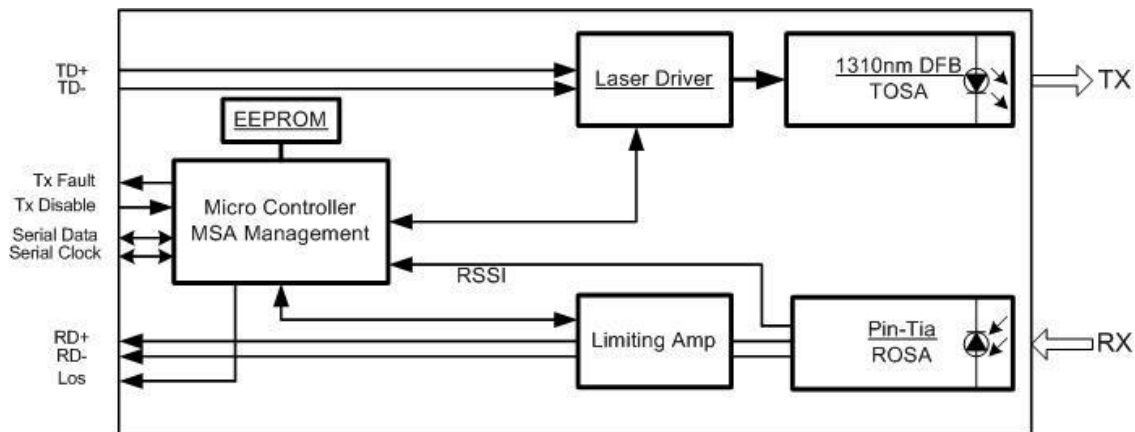 TD+
TD-
Laser Driver
1310nm DFB
TOSA
TX
EEPROM
Tx Fault
Tx Disable
Serial Data
Serial Clock
Micro Controller
MSA Management
RSSI
RD+
RD-
Los
Limiting Amp
Pin-Tia
ROSA
RX